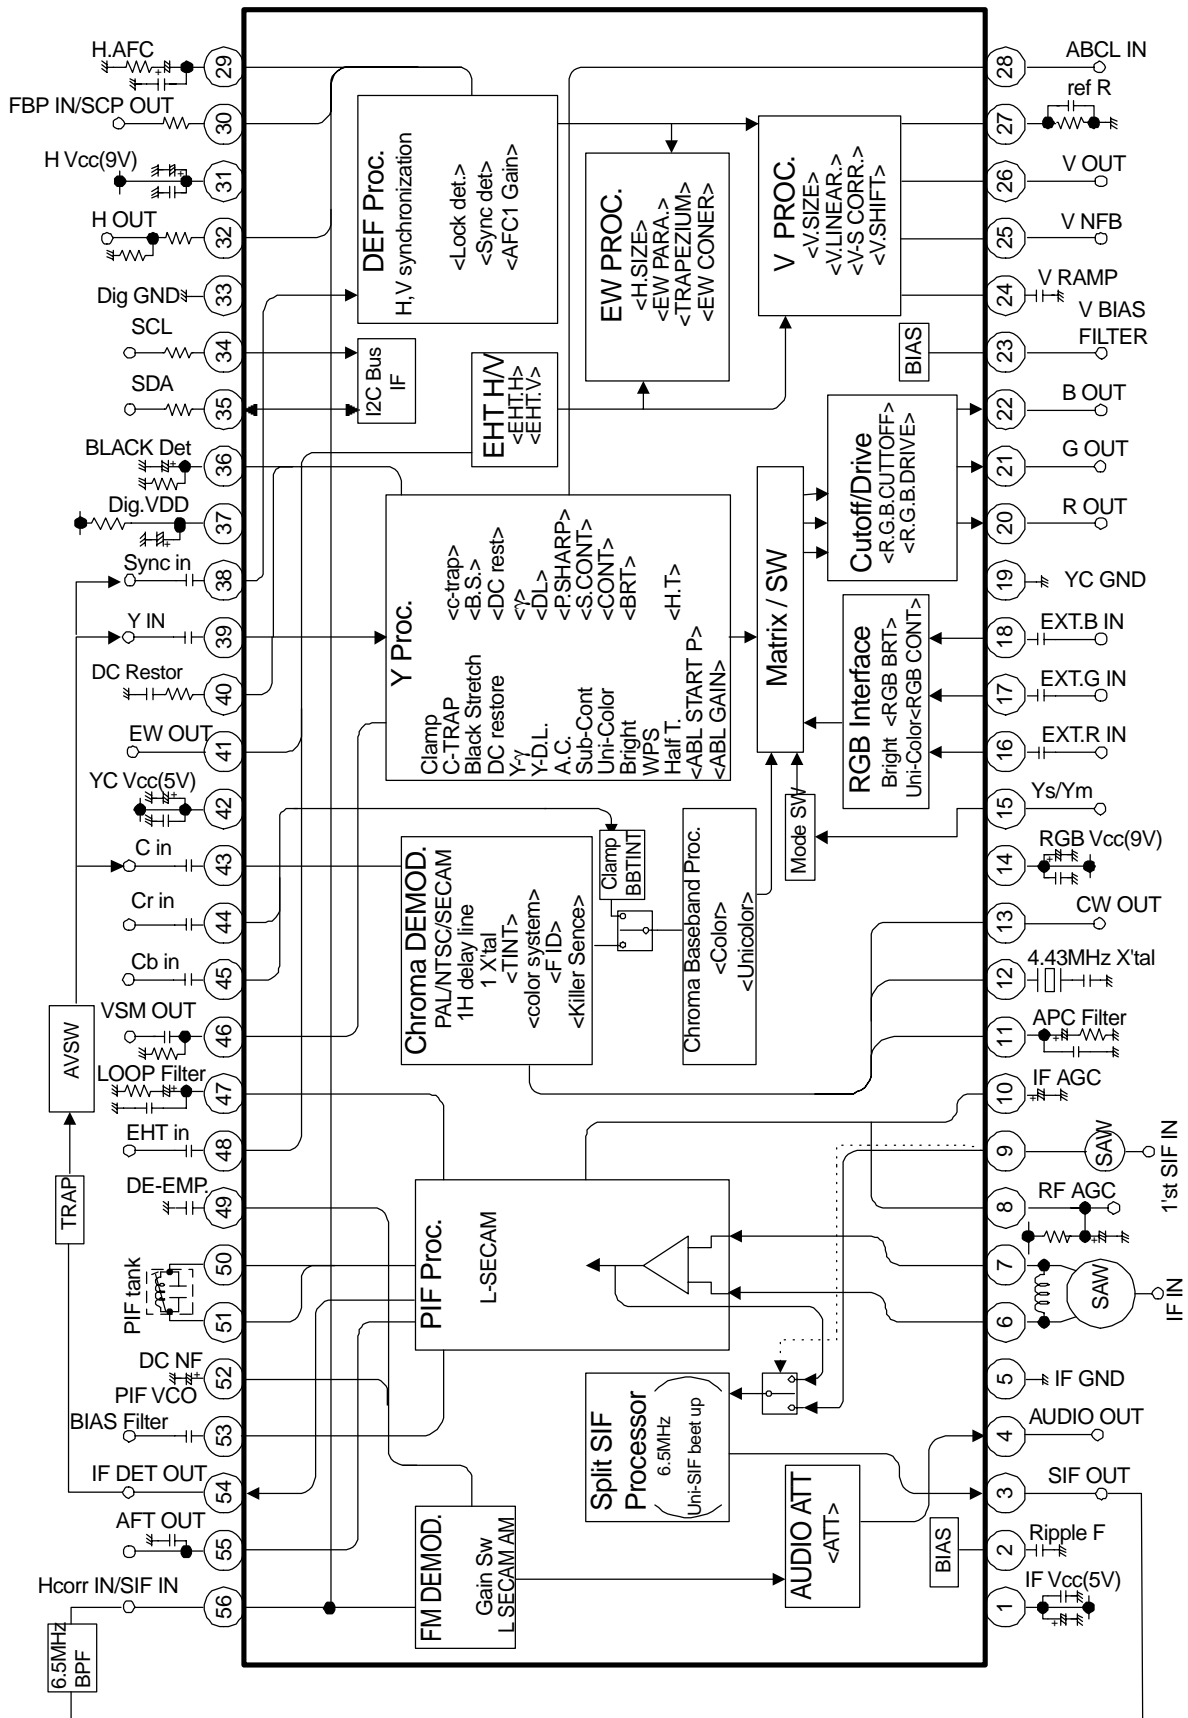 H.AFC
29
FBP IN/SCP OUT
30
H Vcc(9V)
31
H OUT
32
Dig GND
33
SCL
34
SDA
35
BLACK Det
36
Dig.VDD
37
Sync in
38
Y IN
39
DC Restor
40
EW OUT
41
YC Vcc(5V)
42
C in
43
Cr in
44
Cb in
45
VSM OUT
46
LOOP Filter
47
EHT in
48
DE-EMP.
49
PIF tank
50
51
DC NF
52
PIF VCO
BIAS Filter
53
IF DET OUT
54
AFT OUT
55
Hcorr IN/SIF IN
56
6.5MHz
BPF
AVSW
TRAP
DEF Proc.
H,V synchronization
<Lock det.>
<Sync det>
<AFC1 Gain>
I2C Bus
IF
EHT H/V
<EHT.H>
<EHT.V>
EW PROC.
<H.SIZE>
<EW PARA.>
<TRAPEZIUM>
<EW CONER>
V PROC.
<V.SIZE>
<V.LINEAR.>
<V-S CORR.>
<V.SHIFT>
BIAS
Y Proc.
Clamp
C-TRAP <c-trap>
Black Stretch <B.S.>
DC restore <DC rest>
Y-γ <γ>
Y-D.L. <DL>
A.C. <P.SHARP>
Sub-Cont <S.CONT>
Uni-Color <CONT>
Bright <BRT>
WPS
Half T. <H.T>
<ABL START P>
<ABL GAIN>
Matrix / SW
Cutoff/Drive
<R.G.B.CUTTOFF>
<R.G.B.DRIVE>
RGB Interface
Bright <RGB BRT>
Uni-Color<RGB CONT>
Mode SW
Chroma DEMOD.
PAL/NTSC/SECAM
1H delay line
1 X'tal
<TINT>
<color system>
<F ID>
<Killer Sence>
Clamp
BBTINT
Chroma Baseband Proc.
<Color>
<Unicolor>
PIF Proc.
L-SECAM
Split SIF
Processor
6.5MHz
Uni-SIF beet up
FM DEMOD.
Gain Sw
L SECAM AM
AUDIO ATT
<ATT>
BIAS
28
ABCL IN
27
ref R
26
V OUT
25
V NFB
24
V RAMP
V BIAS
23
FILTER
22
B OUT
21
G OUT
20
R OUT
19
YC GND
18
EXT.B IN
17
EXT.G IN
16
EXT.R IN
15
Ys/Ym
14
RGB Vcc(9V)
13
CW OUT
12
4.43MHz X'tal
11
APC Filter
10
IF AGC
9
SAW
1'st SIF IN
8
RF AGC
7
SAW
IF IN
6
5
IF GND
4
AUDIO OUT
3
SIF OUT
2
Ripple F
1
IF Vcc(5V)